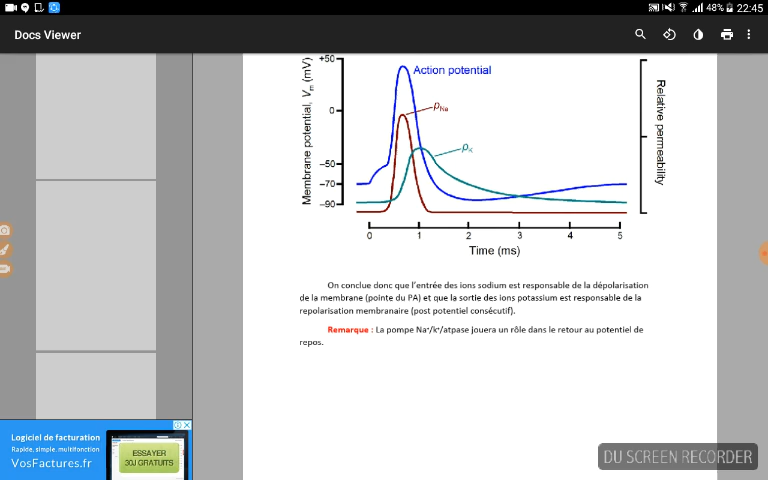 48% 22:45
Docs Viewer
+50
0
−50
−70
−90
Membrane potential, Vm (mV)
Action potential
PNa
PK
Relative permeability
0 1 2 3 4 5
Time (ms)
On conclue donc que l'entrée des ions sodium est responsable de la dépolarisation
de la membrane (pointe du PA) et que la sortie des ions potassium est responsable de la
repolarisation membranaire (post potentiel consécutif).
Remarque : La pompe Na⁺/k⁺/atpase jouera un rôle dans le retour au potentiel de
repos.
Logiciel de facturation
Rapide, simple, multifonction
VosFactures.fr
ESSAYER
30J GRATUITS
DU SCREEN RECORDER